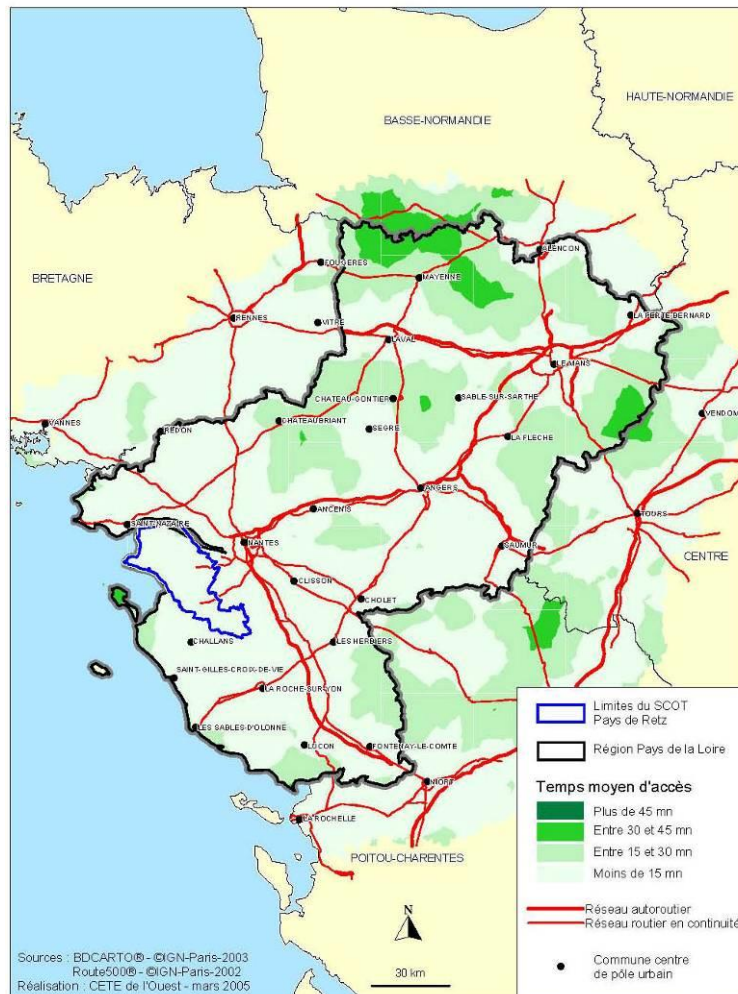 HAUTE-NORMANDIE
BASSE-NORMANDIE
BRETAGNE
ALENCON
FOUGERES
MAYENNE
RENNES
VITRE
LA FERTE-BERNARD
LAVAL
LE MANS
CHATEAU-GONTIER
SABLE-SUR-SARTHE
VANNES
CHATEAUBRIANT
VENDOM
REDON
SEGRE
LA FLECHE
ANGERS
ANCENIS
TOURS
SAINT-NAZAIRE
NANTES
SAUMUR
CENTRE
CLISSON
CHOLET
CHALLANS
LES HERBIERS
SAINT-GILLES-CROIX-DE-VIE
LA ROCHE-SUR-YON
LES SABLES-D'OLONNE
LUCON
FONTENAY-LE-COMTE
NIORT
LA ROCHELLE
POITOU-CHARENTES
Limites du SCOT
Pays de Retz
Région Pays de la Loire
Temps moyen d'accès
Plus de 45 mn
Entre 30 et 45 mn
Entre 15 et 30 mn
Moins de 15 mn
Réseau autoroutier
Réseau routier en continuité
Commune centre
de pôle urbain
N
30 km
Sources : BDCARTO® - ©IGN-Paris-2003
Route500® - ©IGN-Paris-2002
Réalisation : CETE de l'Ouest - mars 2005